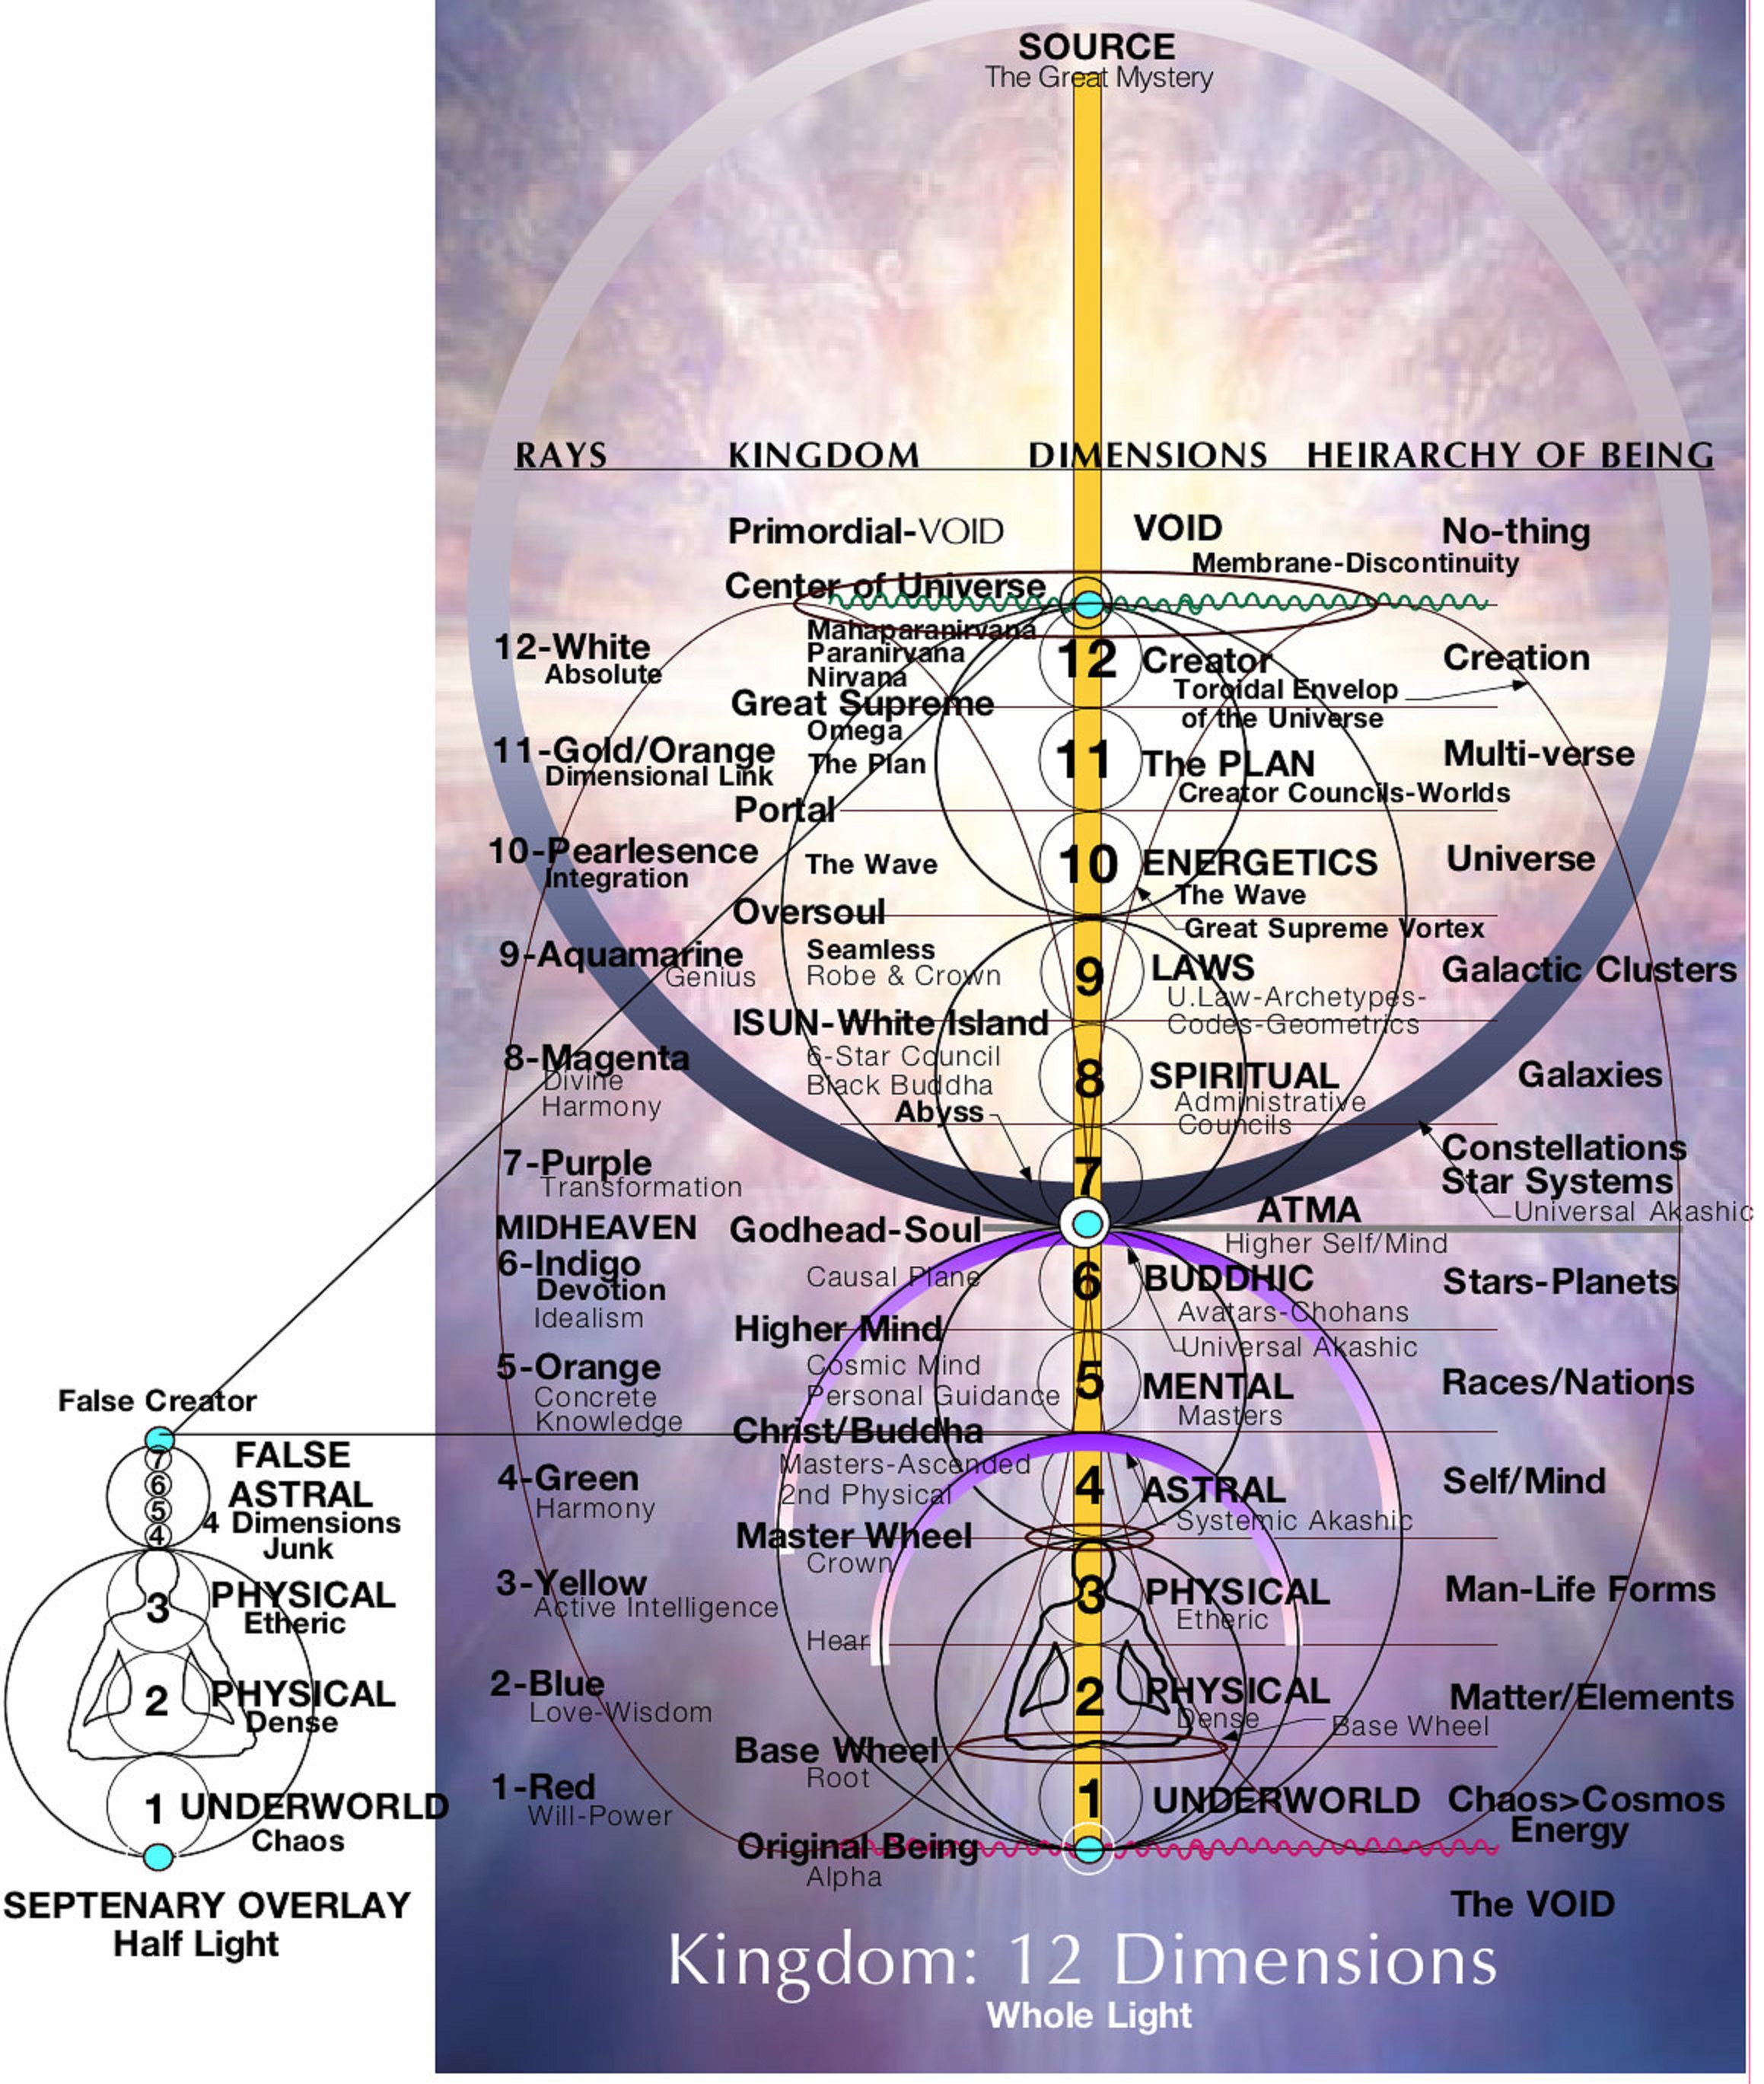 SOURCE
The Great Mystery
RAYS KINGDOM DIMENSIONS HEIRARCHY OF BEING
Primordial-VOID VOID No-thing
Membrane-Discontinuity
Center of Universe
Mahaparanirvana
12-White Paranirvana 12 Creator Creation
Absolute Nirvana
Toroidal Envelop
Great Supreme
of the Universe
Omega
11-Gold/Orange The Plan 11 The PLAN Multi-verse
Dimensional Link
Creator Councils-Worlds
Portal
10-Pearlesence The Wave 10 ENERGETICS Universe
Integration
The Wave
Oversoul
Great Supreme Vortex
9-Aquamarine Seamless 9 LAWS Galactic Clusters
Genius Robe & Crown
U.Law-Archetypes-
Codes-Geometrics
ISUN-White Island
8-Magenta 6-Star Council 8 SPIRITUAL Galaxies
Divine Black Buddha
Harmony
Administrative
Councils
Abyss
7-Purple 7 Constellations
Transformation Star Systems
Universal Akashic
MIDHEAVEN Godhead-Soul ATMA
Higher Self/Mind
6-Indigo Causal Plane 6 BUDDHIC Stars-Planets
Devotion
Idealism
Avatars-Chohans
Higher Mind
Universal Akashic
5-Orange Cosmic Mind 5 MENTAL Races/Nations
Concrete Personal Guidance
Knowledge
Masters
Christ/Buddha
4-Green Masters-Ascended 4 ASTRAL Self/Mind
Harmony 2nd Physical
Systemic Akashic
Master Wheel
Crown
3-Yellow 3 PHYSICAL Man-Life Forms
Active Intelligence
Etheric
Hear
2-Blue 2 PHYSICAL Matter/Elements
Love-Wisdom
Dense
Base Wheel
Base Wheel
Root
1-Red 1 UNDERWORLD Chaos>Cosmos
Will-Power Energy
Original Being
Alpha
The VOID
Kingdom: 12 Dimensions
Whole Light
False Creator
7
FALSE
6
ASTRAL
5
4 Dimensions
4
Junk
3 PHYSICAL
Etheric
2 PHYSICAL
Dense
1 UNDERWORLD
Chaos
SEPTENARY OVERLAY
Half Light